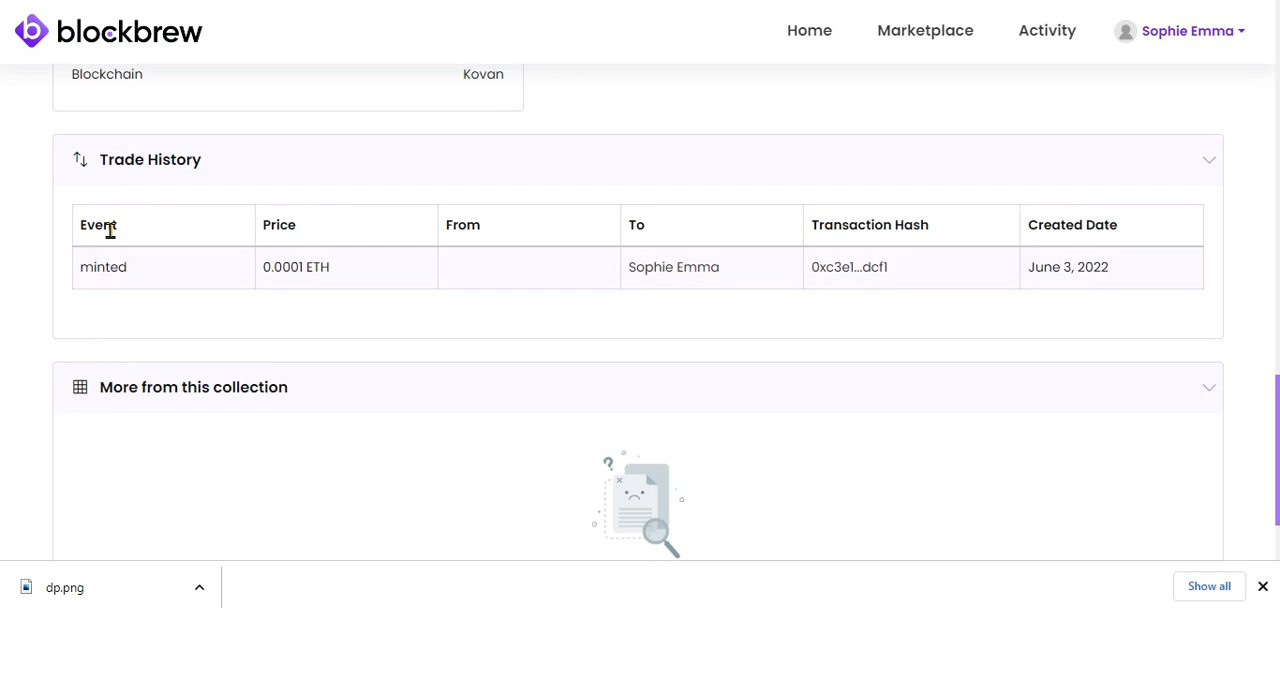 blockbrew Home Marketplace Activity Sophie Emma
Blockchain Kovan
Trade History
Event Price From To Transaction Hash Created Date
minted 0.0001 ETH Sophie Emma 0xc3e1...dcf1 June 3, 2022
More from this collection
?
dp.png Show all